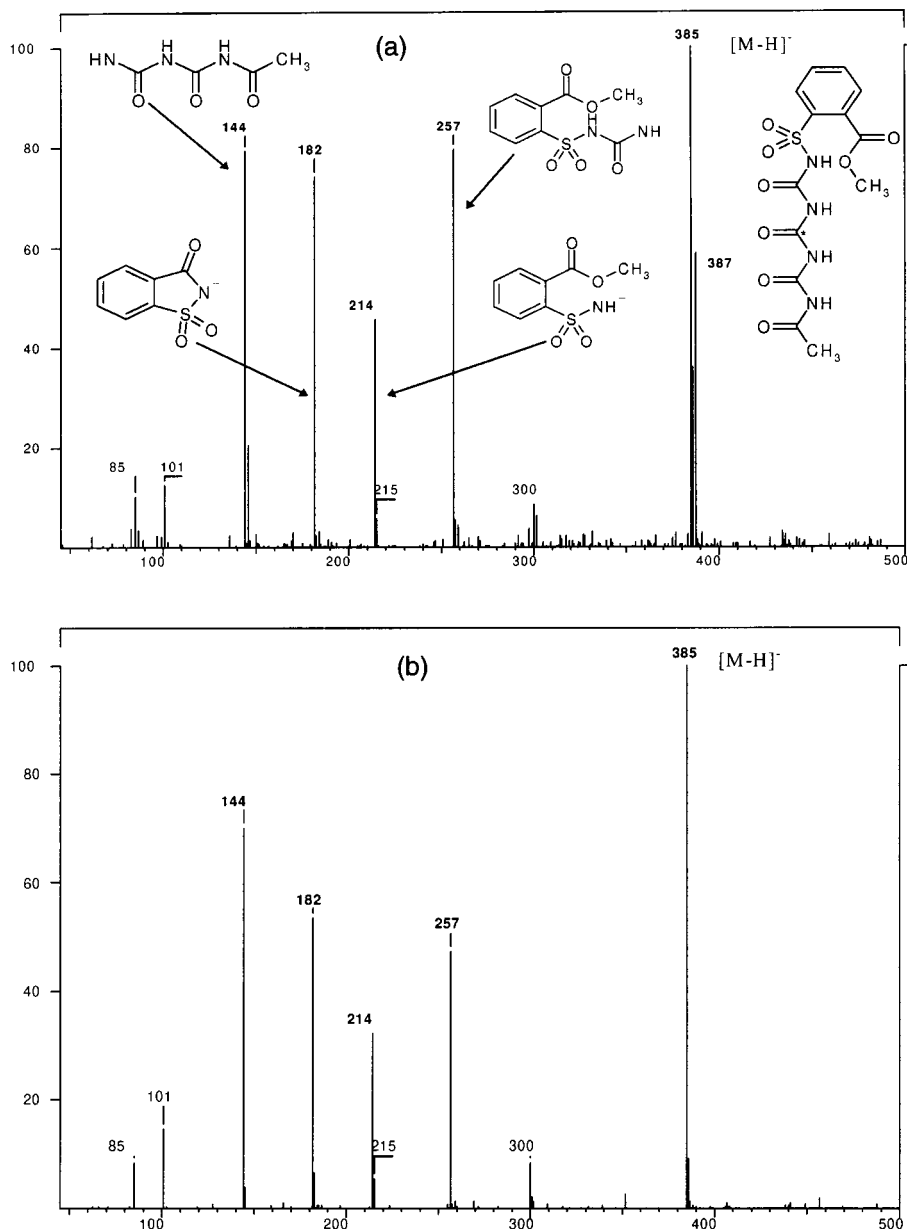 (a)
385
[M-H]-
100
80
60
40
20
HN
H
N
H
N
CH3
O
O
O
144
182
257
214
387
85
101
215
300
O
O
CH3
H
N
NH
S
O
O
O
O
N
-
S
O
O
O
O
CH3
S
NH
-
O
O
O
S
O
O
NH
O
O
CH3
O
NH
O
*
NH
O
NH
O
CH3
100
200
300
400
500
(b)
385
[M-H]-
100
80
60
40
20
144
182
257
214
101
85
215
300
100
200
300
400
500